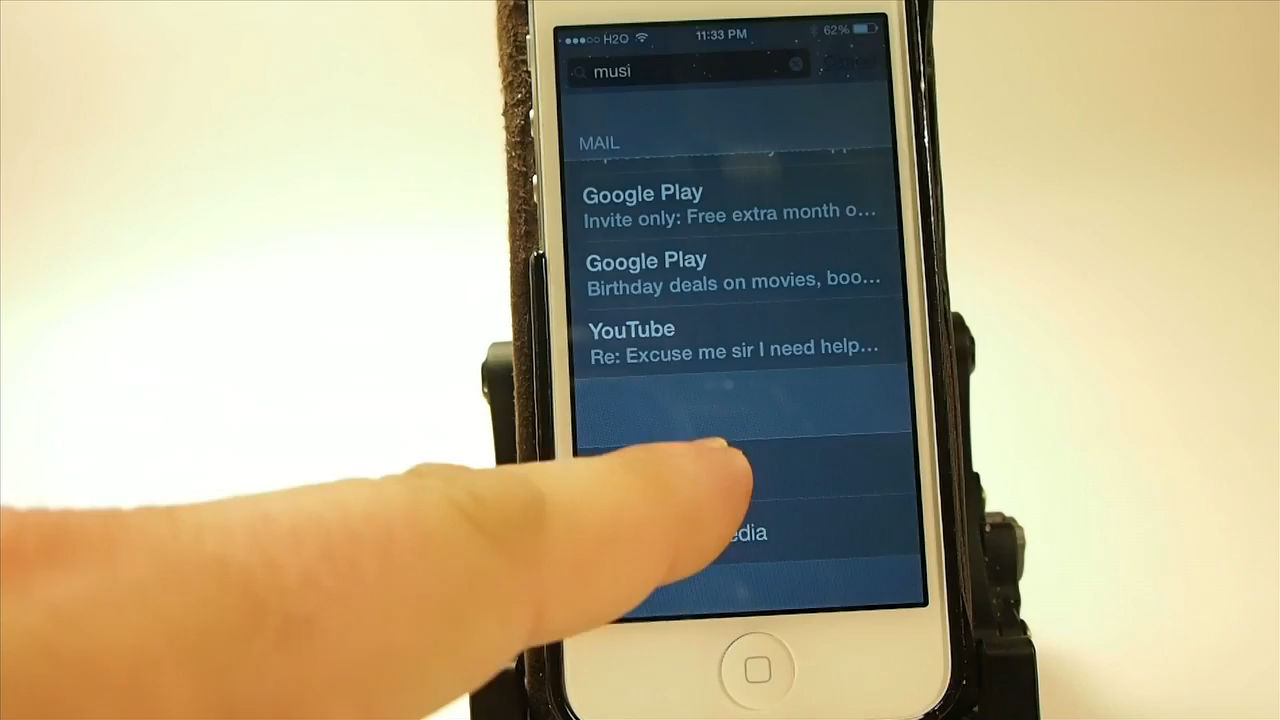 H2O 11:33 PM 62%
musi
MAIL
Google Play
Invite only: Free extra month o...
Google Play
Birthday deals on movies, boo...
YouTube
Re: Excuse me sir I need help...
edia